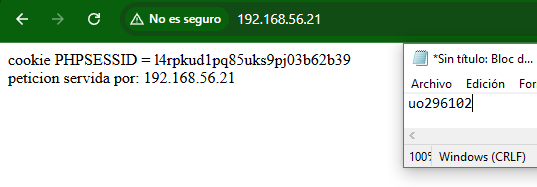 No es seguro 192.168.56.21
cookie PHPSESSID = l4rpkud1pq85uks9pj03b62b39
peticion servida por: 192.168.56.21
*Sin título: Bloc d...
Archivo Edición For
uo296102
100% Windows (CRLF)